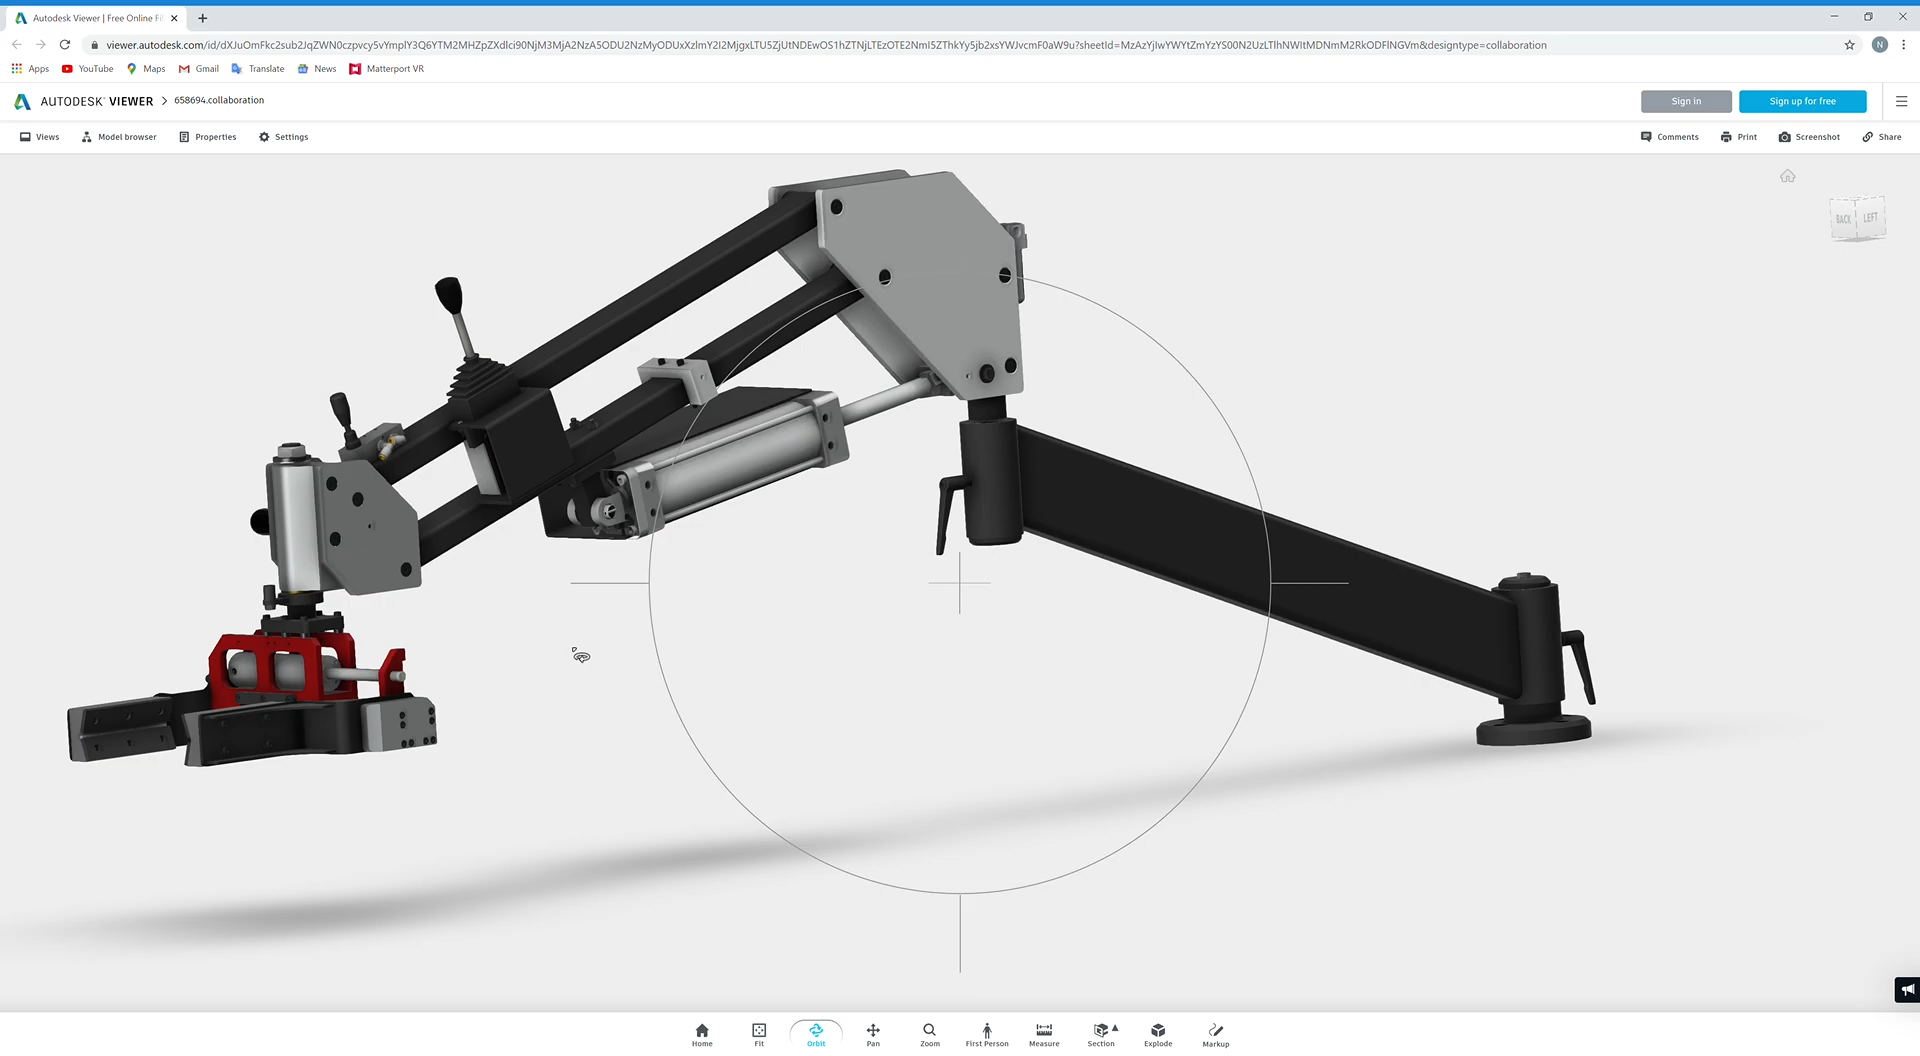 Autodesk Viewer | Free Online Fi
viewer.autodesk.com/id/dXJuOmFkc2sub2JqZWN0czpvcy5vYmplY3Q6YTM2MHZpZXdlci90NjM3MjA2NzA5ODU2NzMyODUxXzlmY2I2MjgxLTU5ZjUtNDEwOS1hZTNjLTEzOTE2NmI5ZThkYy5jb2xsYWJvcmF0aW9u?sheetId=MzAzYjIwYWYtZmYzYS00N2UzLTlhNWItMDNmM2RkODFlNGVm&designtype=collaboration
N
Apps YouTube Maps Gmail Translate News Matterport VR
AUTODESK VIEWER > 658694.collaboration
Sign in Sign up for free
Views Model browser Properties Settings
Comments Print Screenshot Share
BACK LEFT
Home Fit Orbit Pan Zoom First Person Measure Section Explode Markup